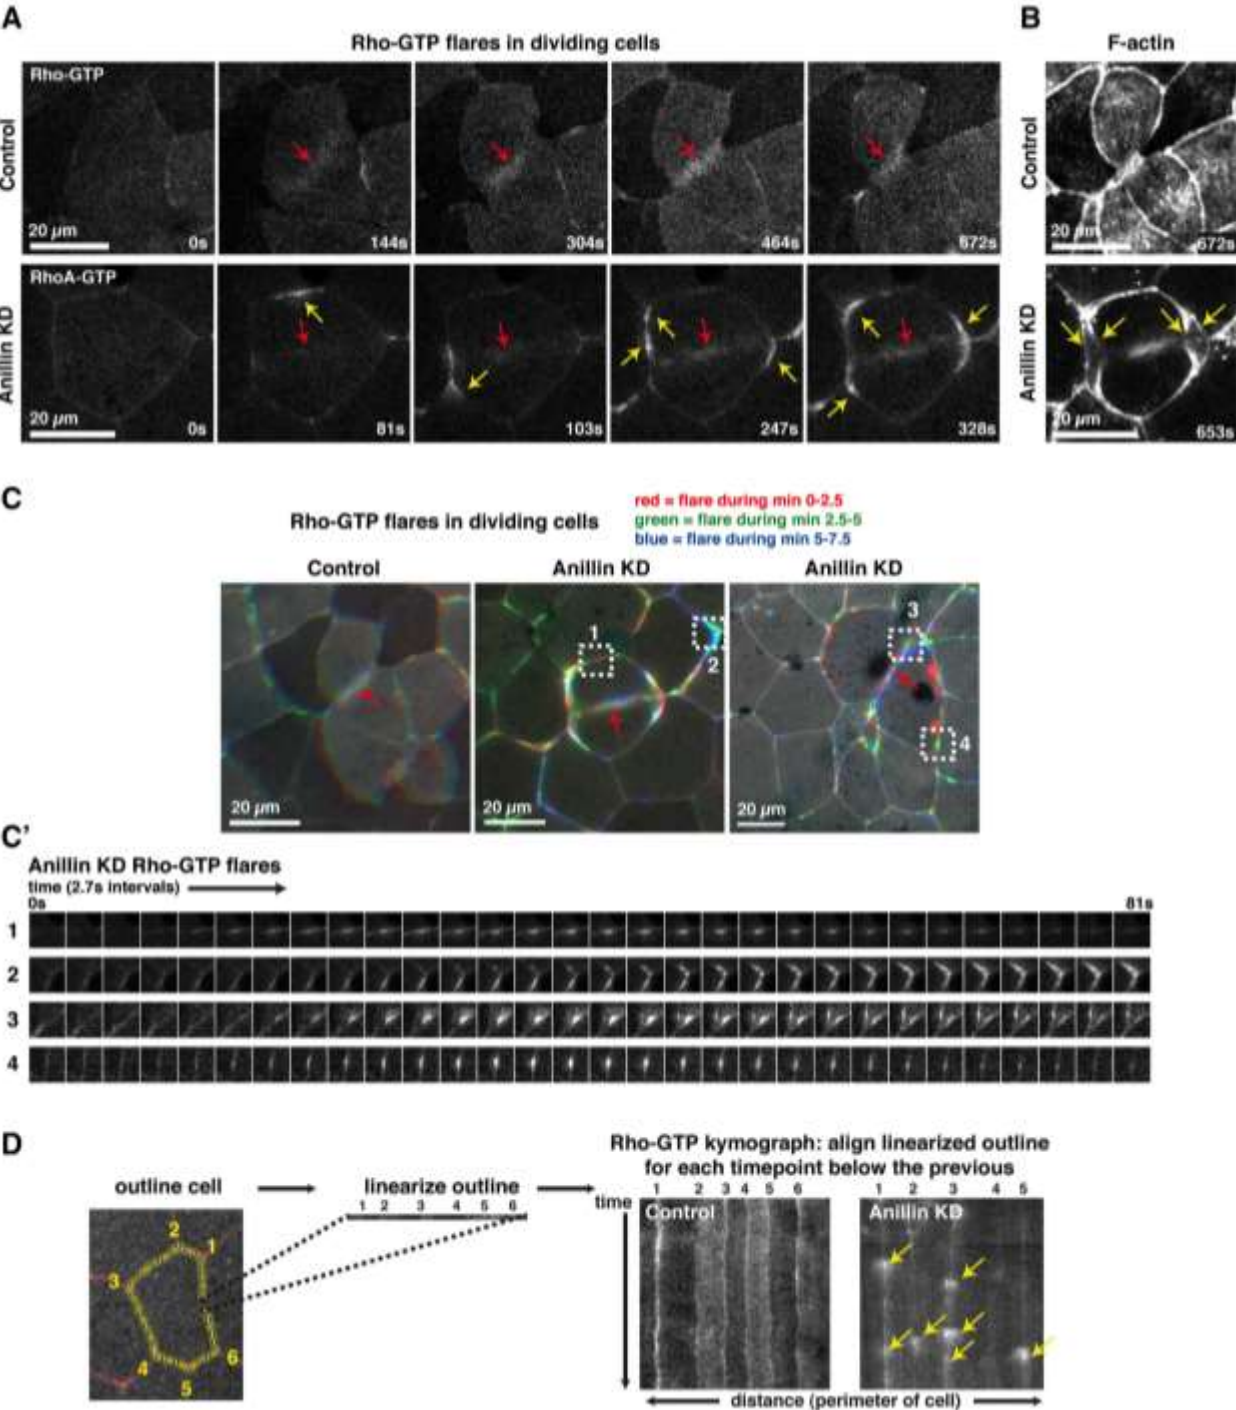 A
B
Rho-GTP flares in dividing cells
F-actin
Control
Rho-GTP
20 µm
0s
144s
304s
464s
672s
Control
20 µm
672s
Anillin KD
RhoA-GTP
20 µm
0s
81s
103s
247s
328s
Anillin KD
20 µm
653s
C
Rho-GTP flares in dividing cells
red = flare during min 0-2.5
green = flare during min 2.5-5
blue = flare during min 5-7.5
Control
Anillin KD
Anillin KD
1
2
3
4
20 µm
20 µm
20 µm
C'
Anillin KD Rho-GTP flares
time (2.7s intervals)
0s
81s
1
2
3
4
D
Rho-GTP kymograph: align linearized outline
for each timepoint below the previous
outline cell
linearize outline
1 2 3 4 5 6
time
1 2 3 4 5 6
1 2 3 4 5
Control
Anillin KD
2
1
3
4
5
6
distance (perimeter of cell)